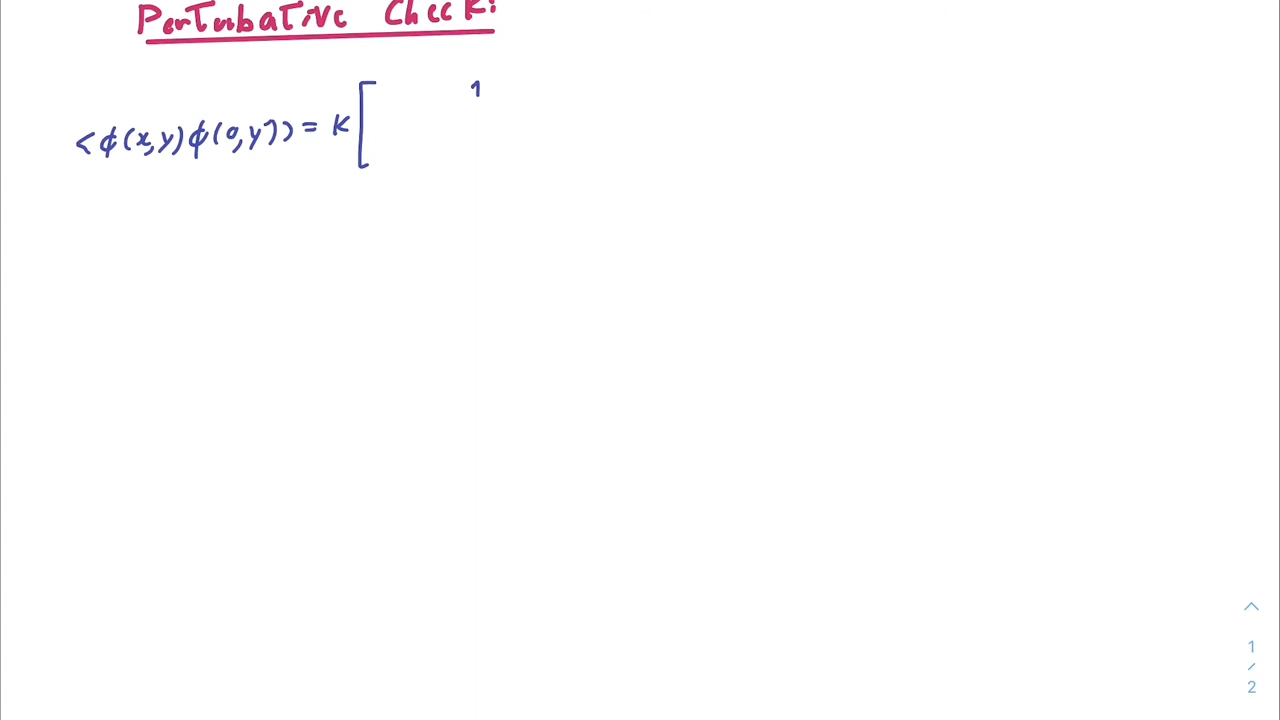 Perturbative Check:
<φ(x,y)φ(0,y')> = K[ 1
^
1
/
2